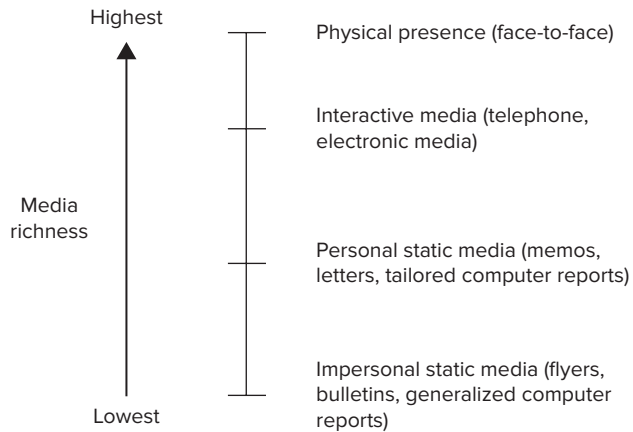 Highest
Physical presence (face-to-face)
Interactive media (telephone,
electronic media)
Media
richness
Personal static media (memos,
letters, tailored computer reports)
Impersonal static media (flyers,
bulletins, generalized computer
reports)
Lowest